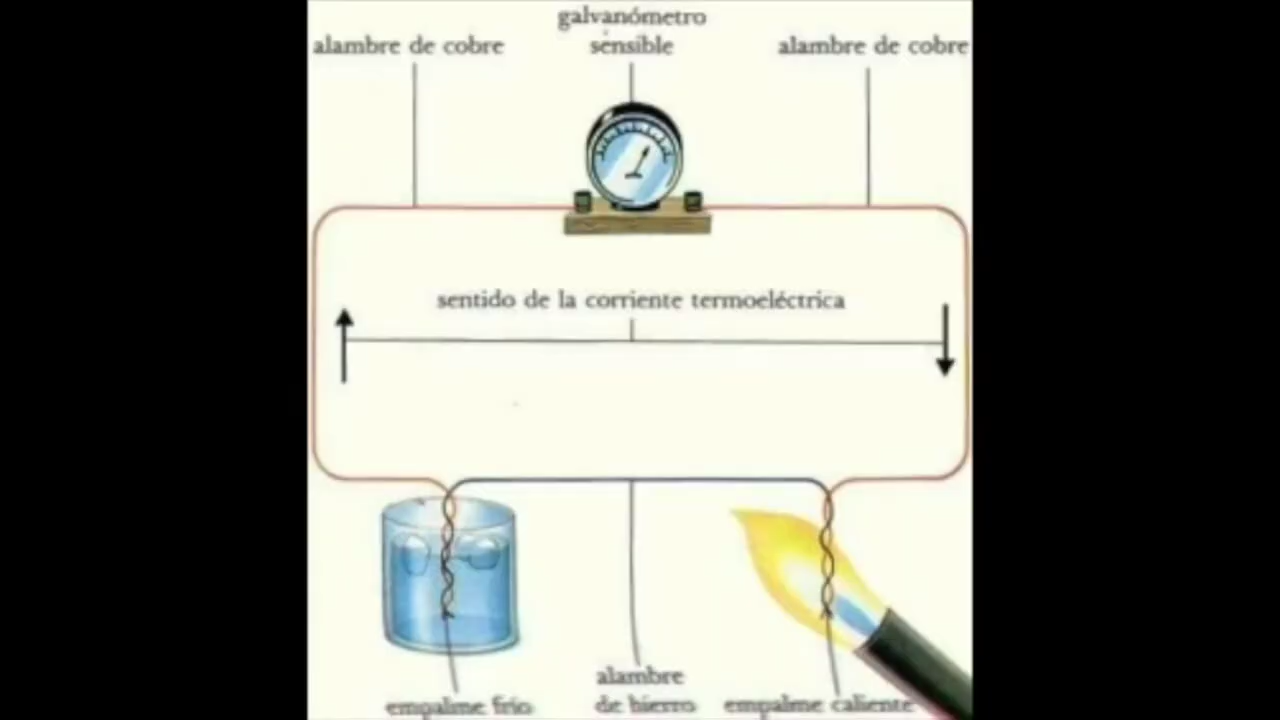 galvanómetro
sensible
alambre de cobre
alambre de cobre
sentido de la corriente termoeléctrica
alambre
de hierro
empalme frío
empalme caliente